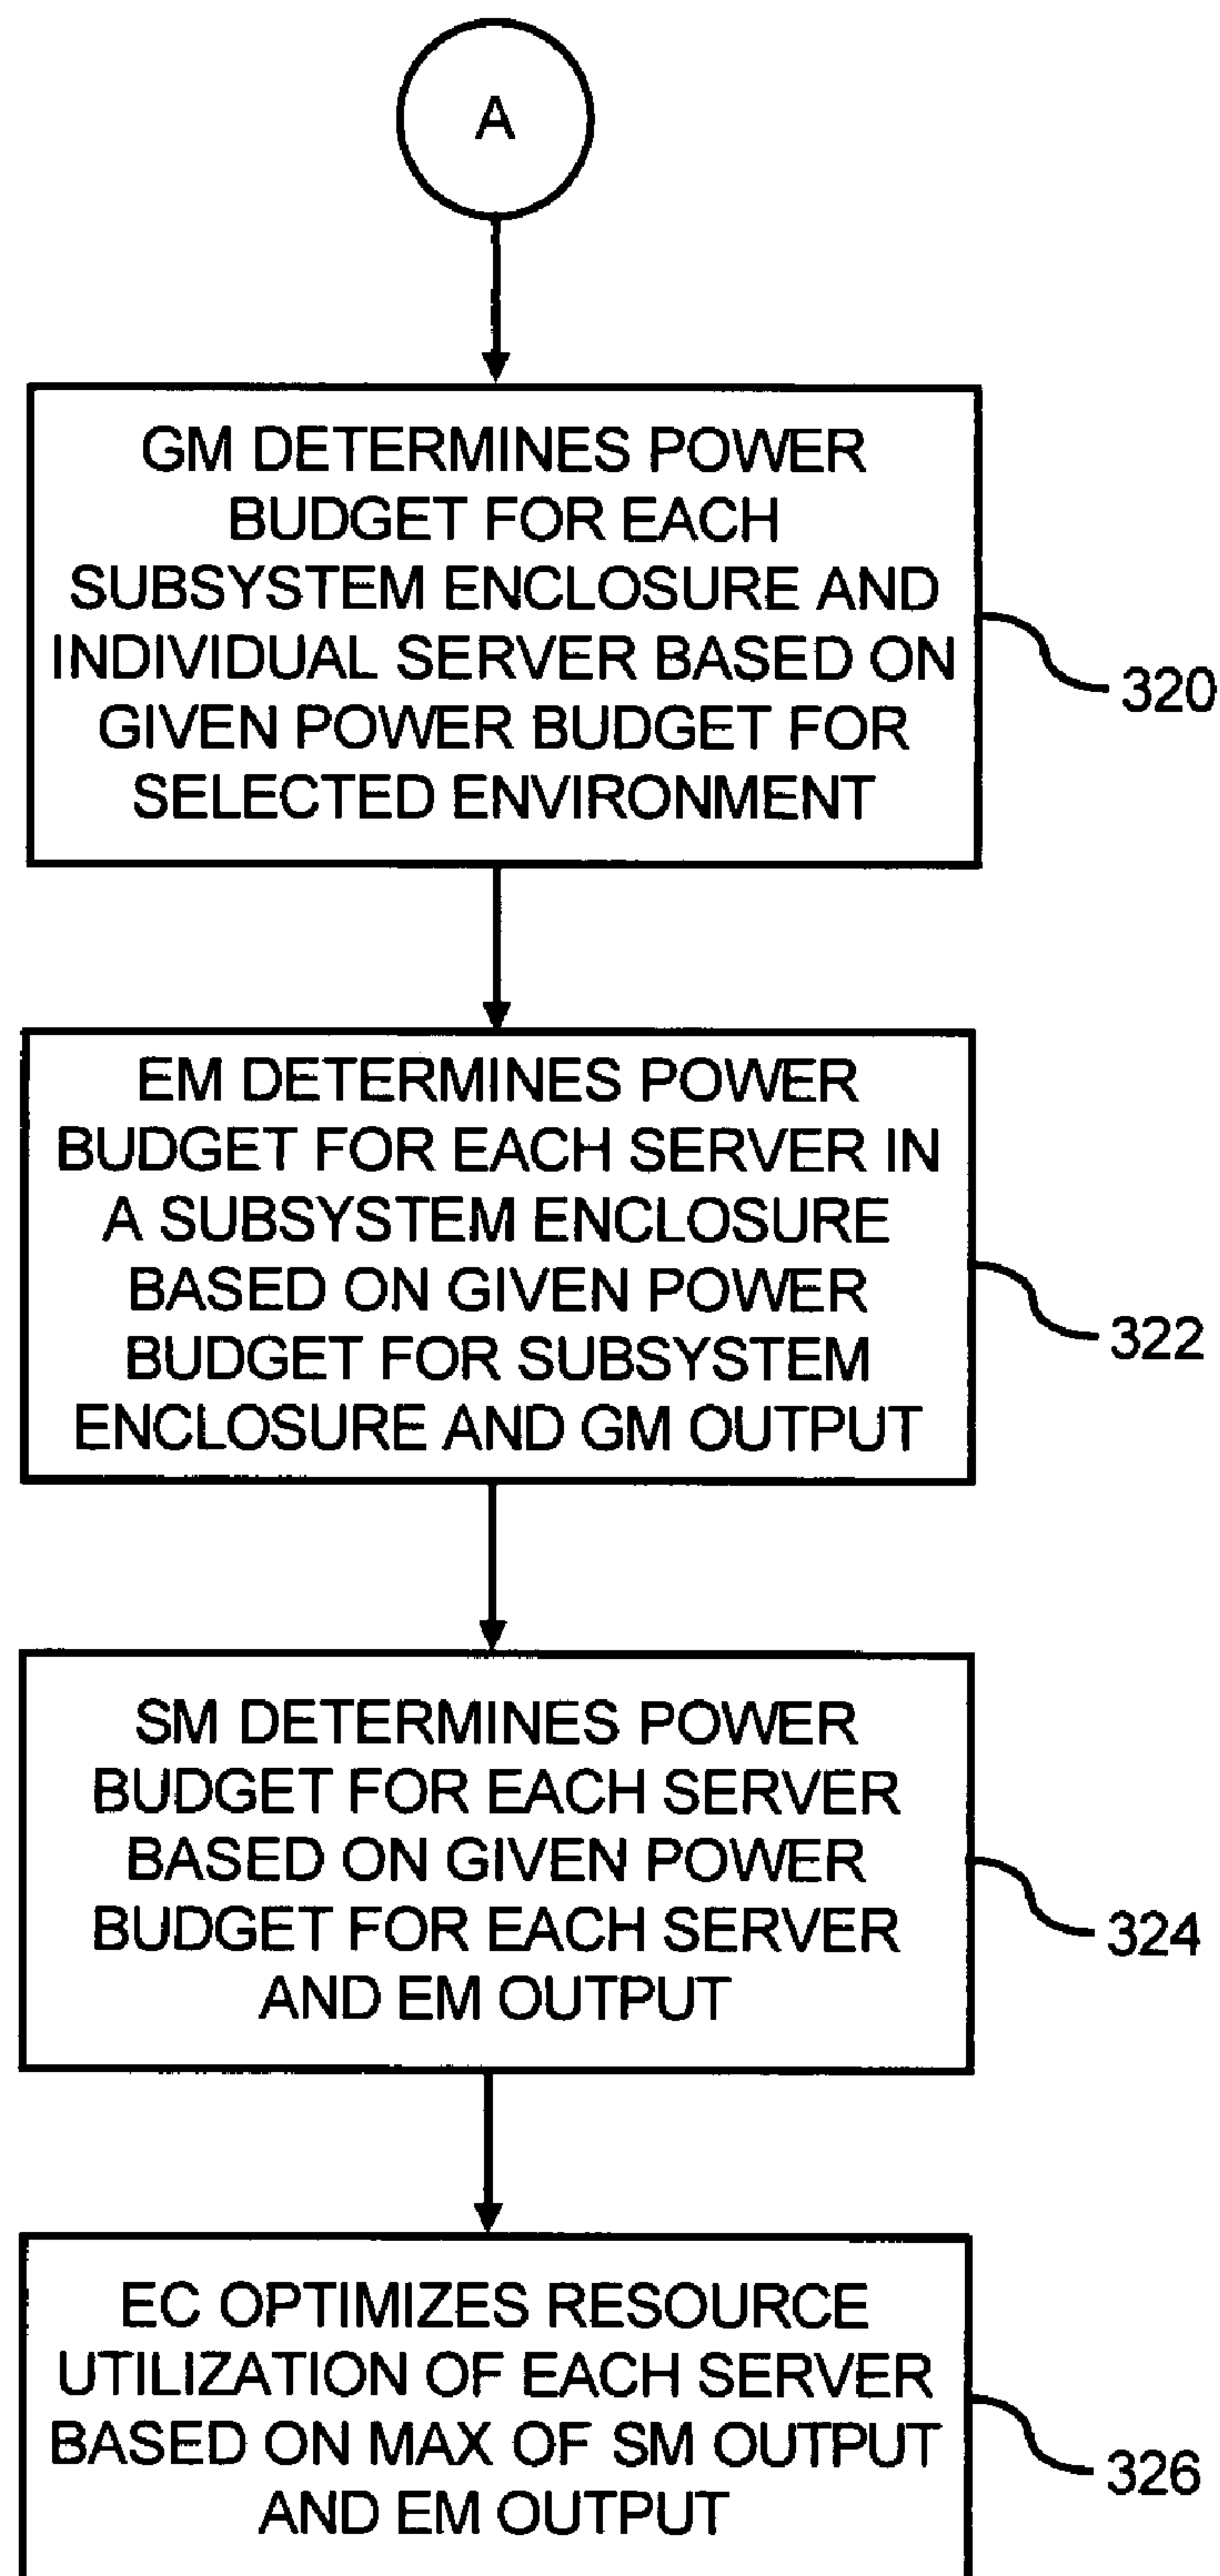 A
GM DETERMINES POWER
BUDGET FOR EACH
SUBSYSTEM ENCLOSURE AND
INDIVIDUAL SERVER BASED ON
GIVEN POWER BUDGET FOR
SELECTED ENVIRONMENT
320
EM DETERMINES POWER
BUDGET FOR EACH SERVER IN
A SUBSYSTEM ENCLOSURE
BASED ON GIVEN POWER
BUDGET FOR SUBSYSTEM
ENCLOSURE AND GM OUTPUT
322
SM DETERMINES POWER
BUDGET FOR EACH SERVER
BASED ON GIVEN POWER
BUDGET FOR EACH SERVER
AND EM OUTPUT
324
EC OPTIMIZES RESOURCE
UTILIZATION OF EACH SERVER
BASED ON MAX OF SM OUTPUT
AND EM OUTPUT
326